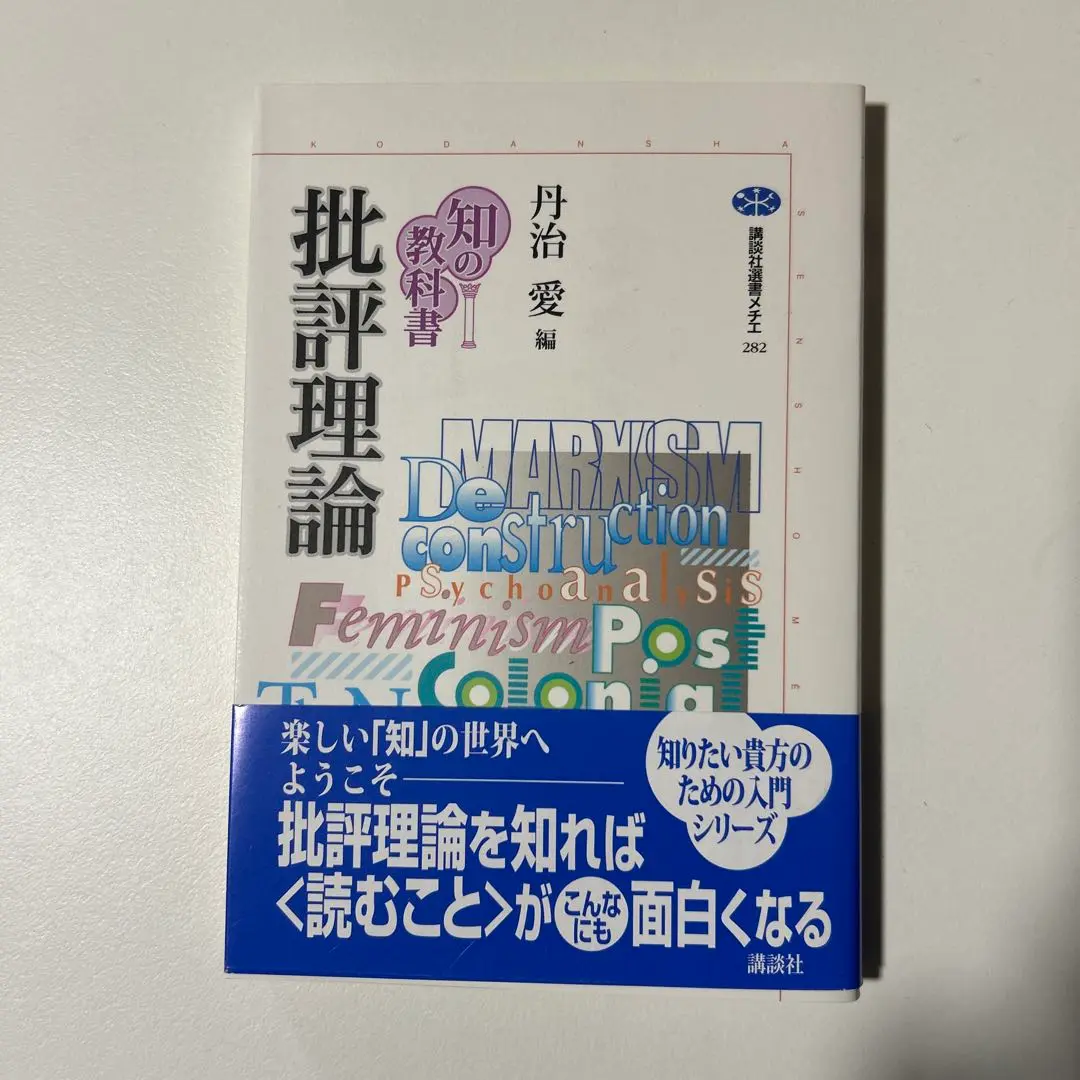 KODANSHA
SENSHO MÉ
講談社選書メチエ
282
丹治 愛 編
知の
教科書
批評理論
MARXISM
De
construction
Psychoanalysis
Feminism
Post
Colonial
楽しい「知」の世界へ
ようこそ――
知りたい貴方の
ための入門
シリーズ
批評理論を知れば
〈読むこと〉がこんなにも面白くなる
講談社